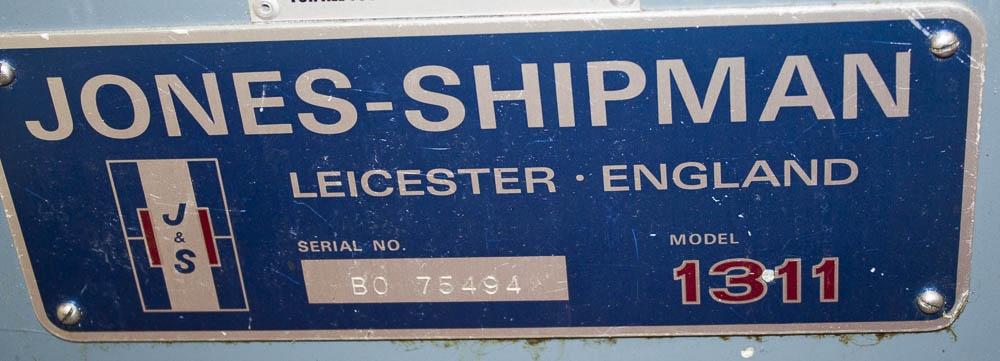 JONES-SHIPMAN
LEICESTER · ENGLAND
J
&
S
SERIAL NO.
BO 75494
MODEL
1311